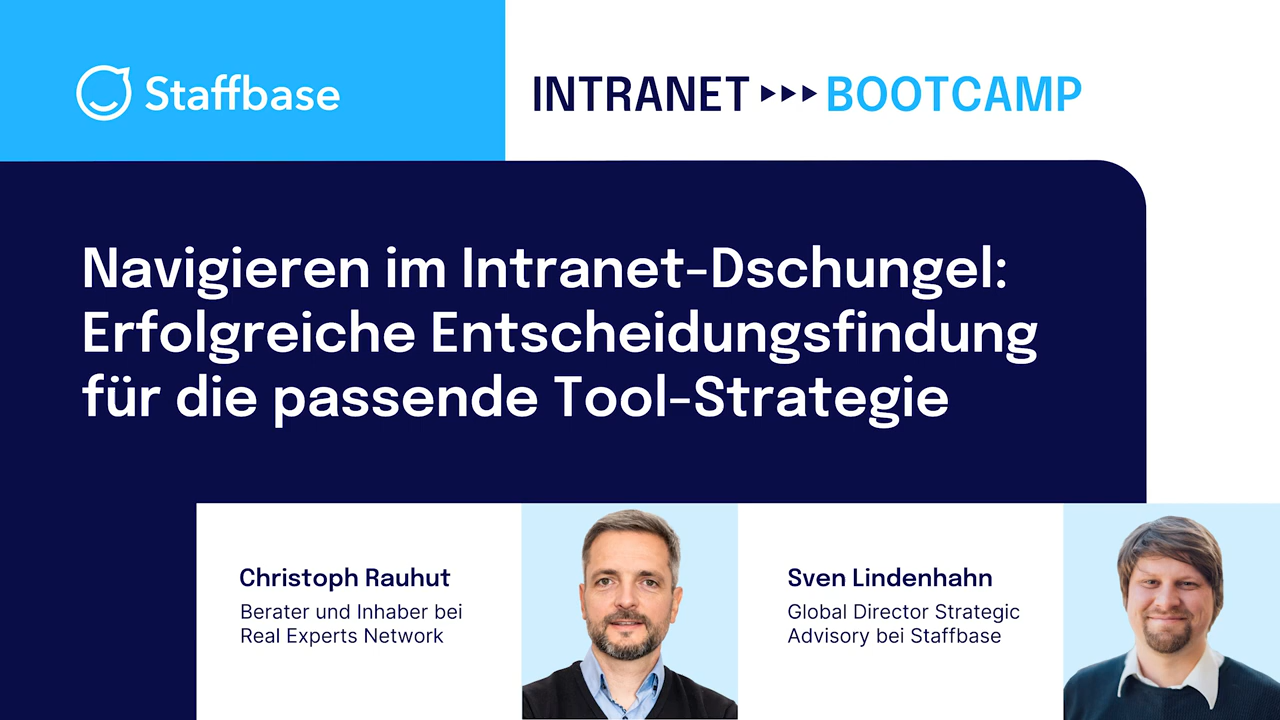 Staffbase
INTRANET BOOTCAMP
Navigieren im Intranet-Dschungel:
Erfolgreiche Entscheidungsfindung
für die passende Tool-Strategie
Christoph Rauhut
Berater und Inhaber bei
Real Experts Network
Sven Lindenhahn
Global Director Strategic
Advisory bei Staffbase